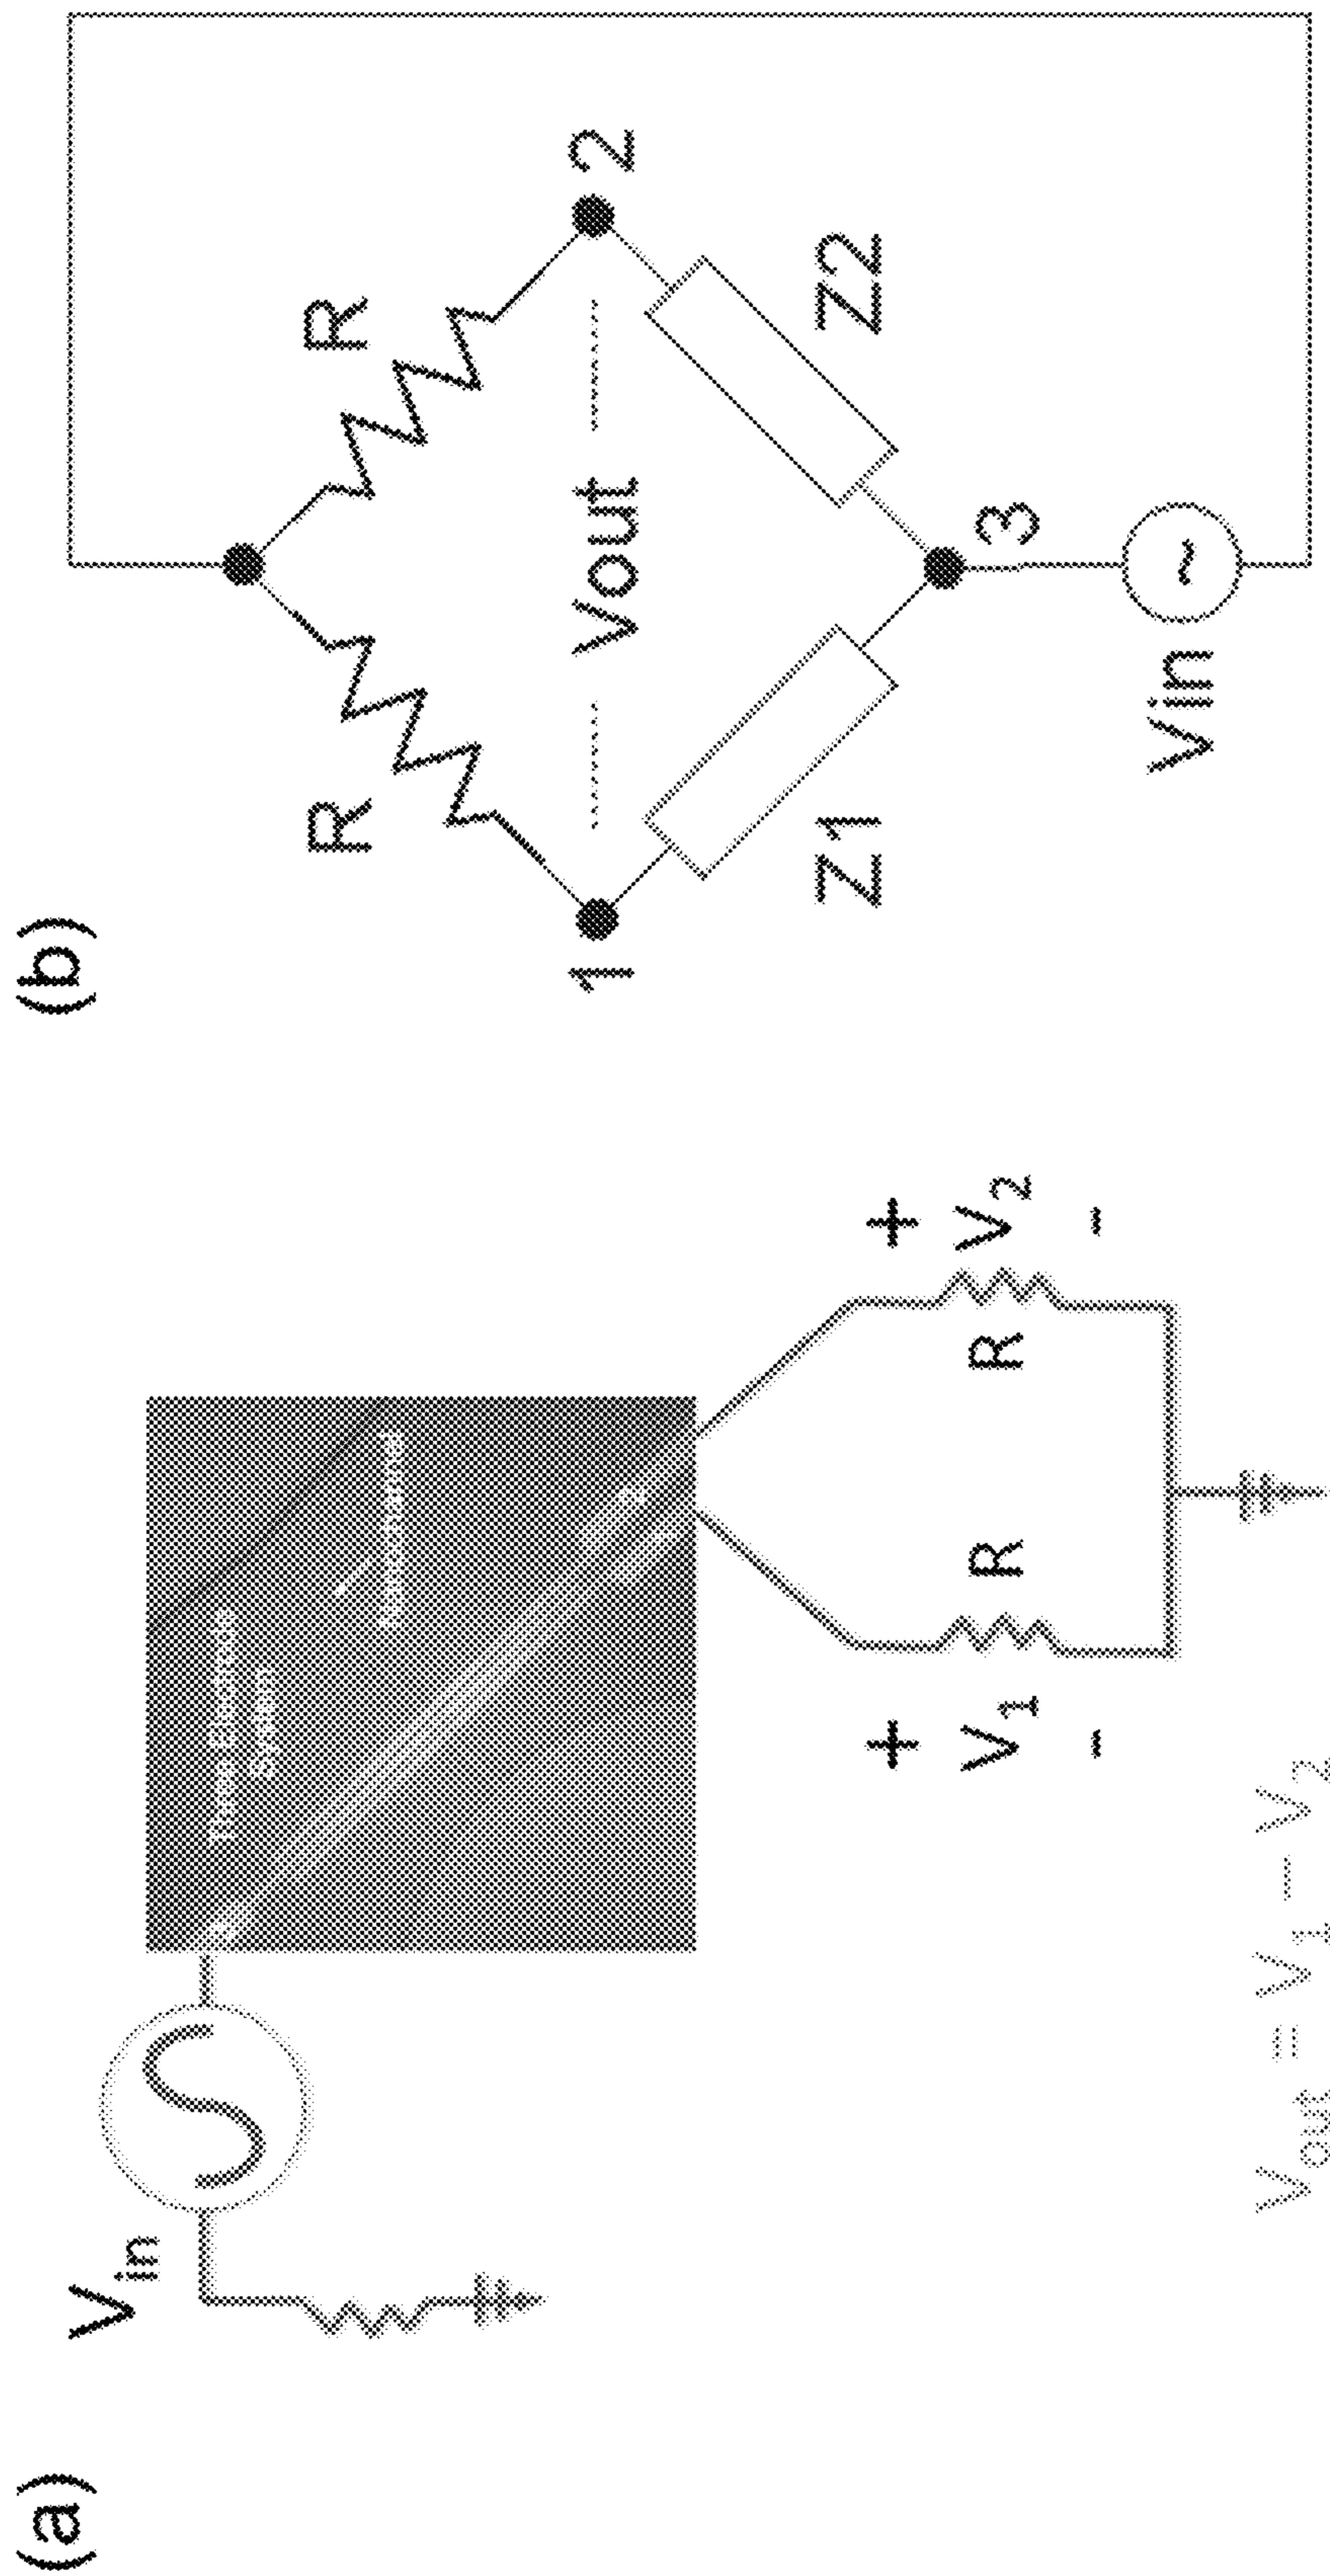 (a)
V_in
+
V_1
-
R
R
+
V_2
-
V_out = V_1 - V_2
(b)
R
R
1
Vout
2
Z1
Z2
3
Vin
~